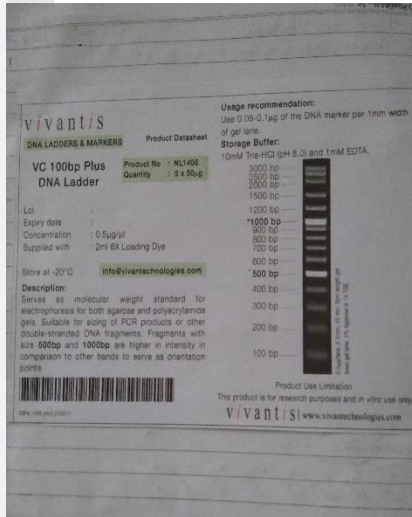 vivantis
DNA LADDERS & MARKERS
Product Datasheet
VC 100bp Plus
DNA Ladder
Product No : NL1405
Quantity : 5 x 50µg
Lot :
Expiry date :
Concentration : 0.5µg/µl
Supplied with : 2ml 6X Loading Dye
Store at -20°C
info@vivantechnologies.com
Description:
Serves as molecular weight standard for
electrophoresis for both agarose and polyacrylamide
gels. Suitable for sizing of PCR products or other
double-stranded DNA fragments. Fragments with
size 500bp and 1000bp are higher in intensity in
comparison to other bands to serve as orientation
points.
Usage recommendation:
Use 0.05-0.1µg of the DNA marker per 1mm width
of gel lane.
Storage Buffer:
10mM Tris-HCl (pH 8.0) and 1mM EDTA.
3000 bp
2500 bp
2000 bp
1500 bp
1200 bp
*1000 bp
900 bp
800 bp
700 bp
600 bp
*500 bp
400 bp
300 bp
200 bp
100 bp
Product Use Limitation
This product is for research purposes and in vitro use only
vivantis www.vivantechnologies.com